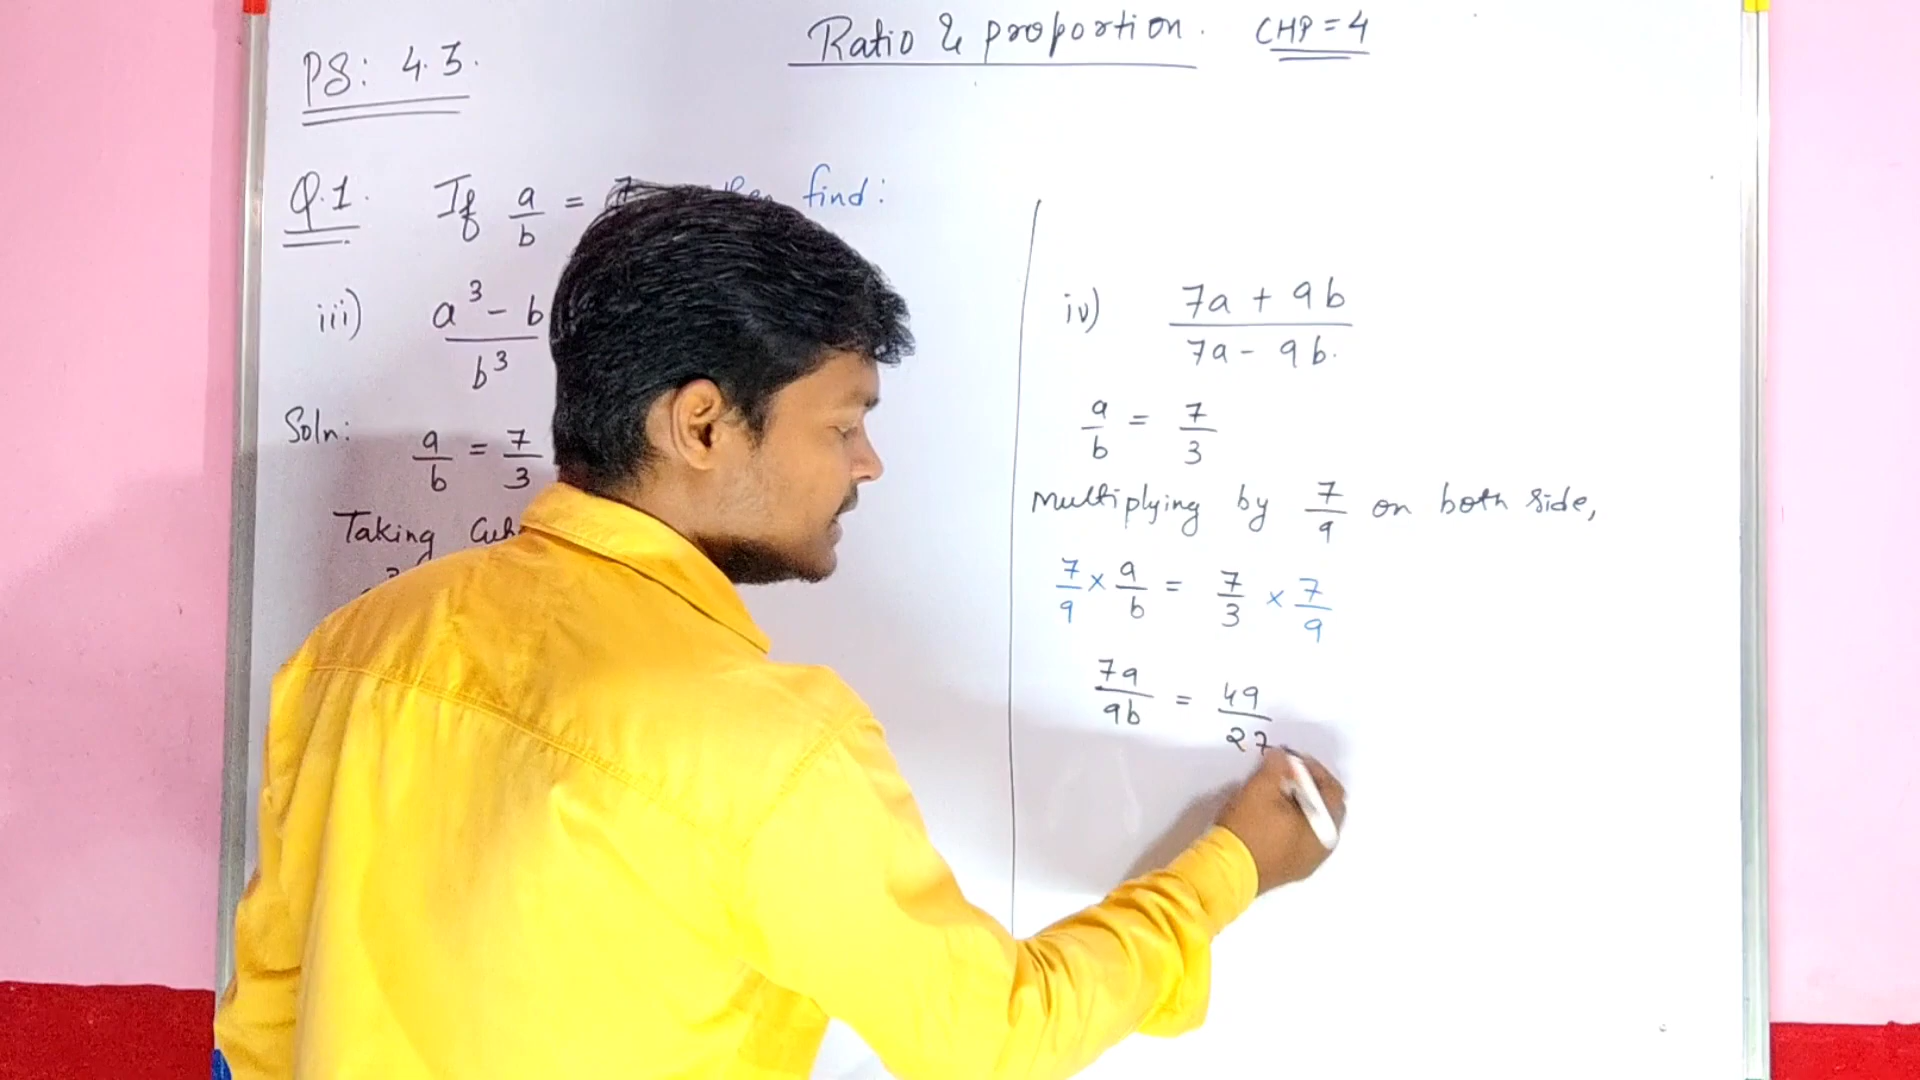 Ratio & proportion. CHP = 4
PS: 4.3.
Q.1. If a/b = 7 find:
iii) a³ - b / b³
Soln: a/b = 7/3
Taking
iv) 7a + 9b / 7a - 9b.
a/b = 7/3
Multiplying by 7/9 on both side,
7/9 × a/b = 7/3 × 7/9
7a/9b = 49/27